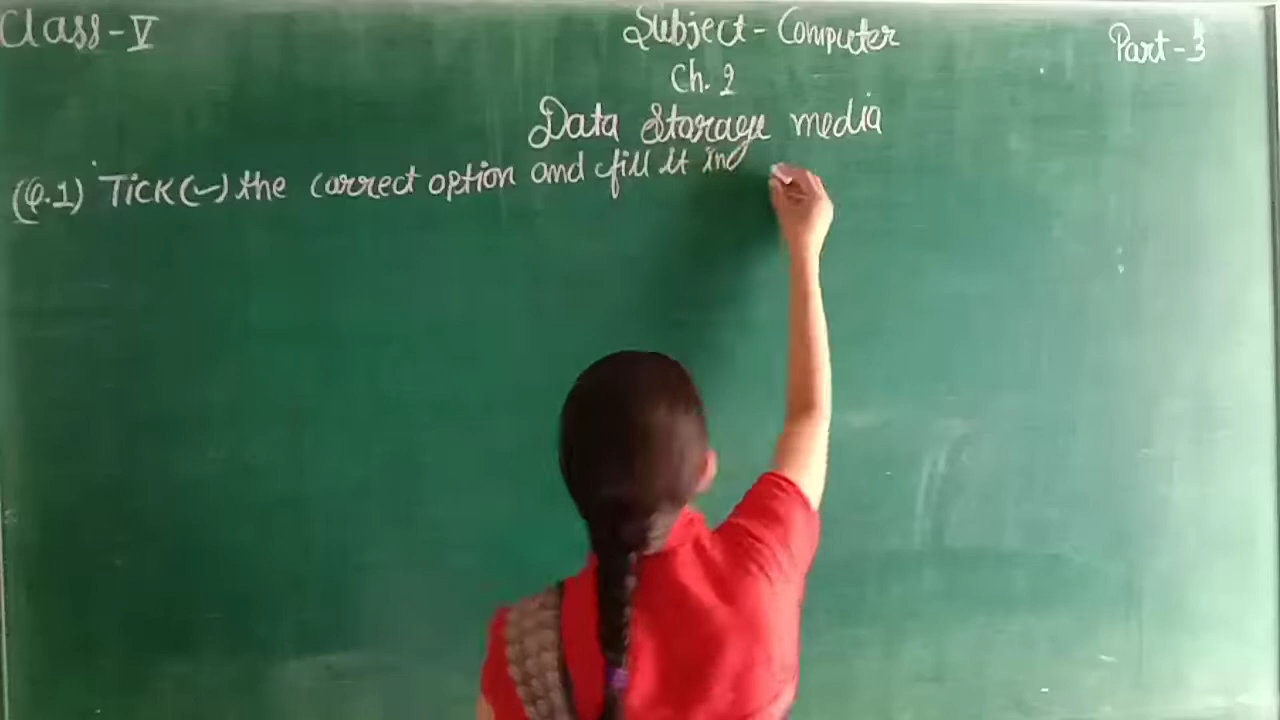 Class-V
Subject - Computer
Part-3
Ch. 2
Data Storage media
(Q.1) Tick (✓) the correct option and fill it in